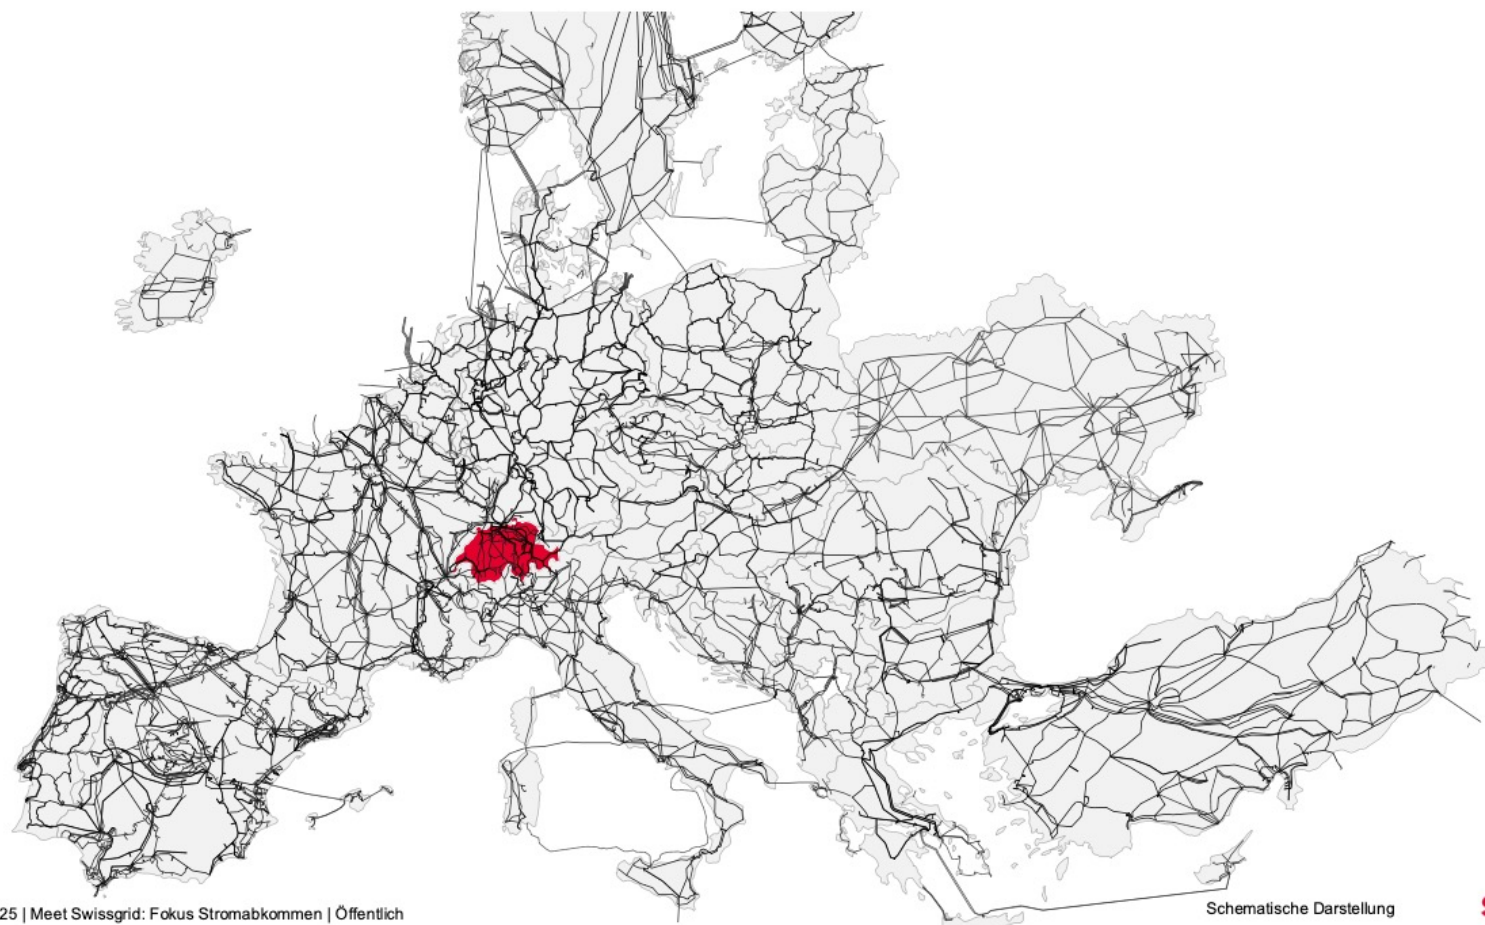 25 | Meet Swissgrid: Fokus Stromabkommen | Öffentlich
Schematische Darstellung